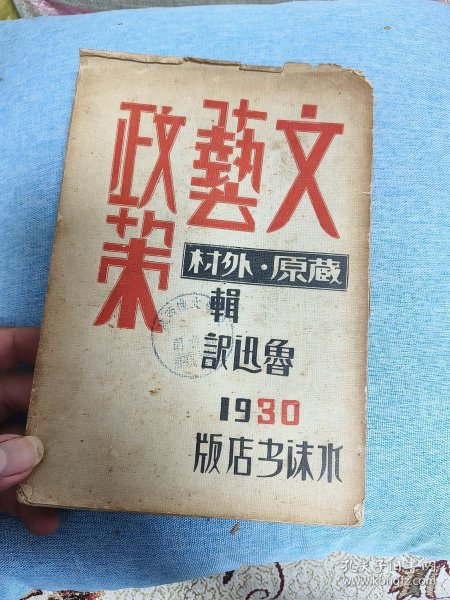 文藝政策
藏原·外村
輯
魯迅訳
1930
水沫书店版
孔夫子旧书网
www.kongfz.com